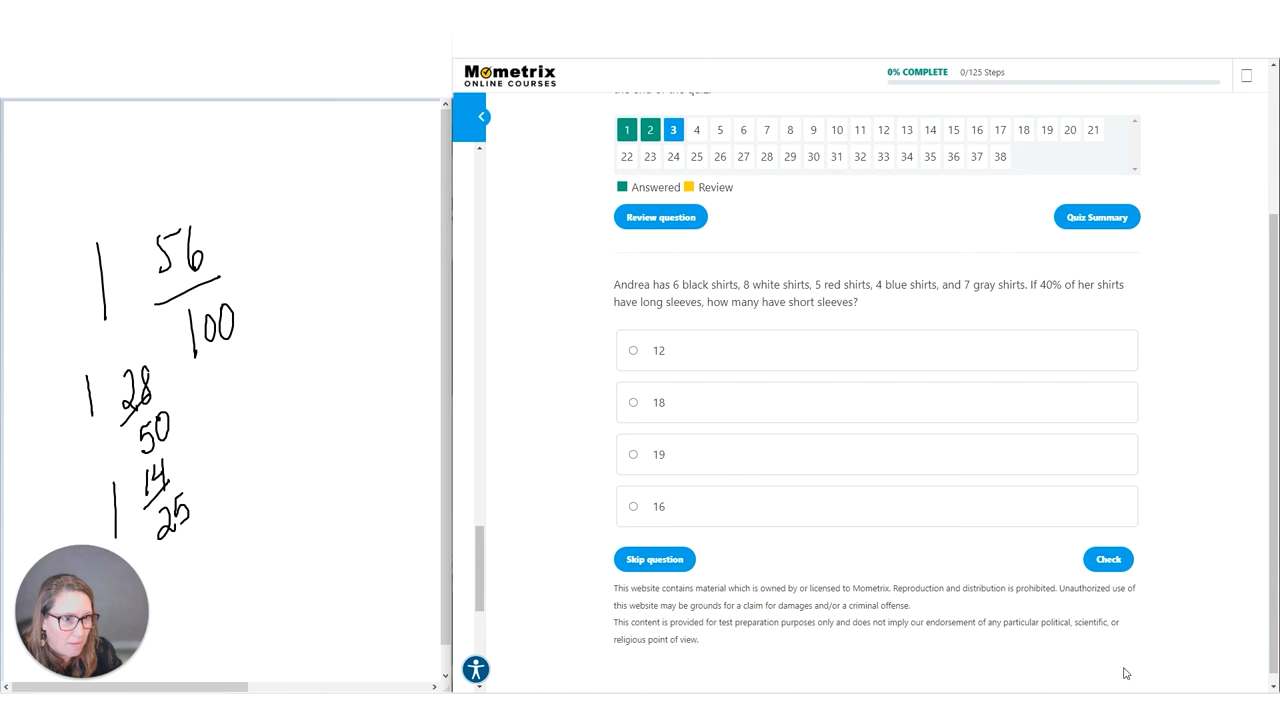 1 56
100
1 28
50
1 14
25
Mometrix
ONLINE COURSES
0% COMPLETE 0/125 Steps
the end of the quiz.
1 2 3 4 5 6 7 8 9 10 11 12 13 14 15 16 17 18 19 20 21
22 23 24 25 26 27 28 29 30 31 32 33 34 35 36 37 38
Answered Review
Review question
Quiz Summary
Andrea has 6 black shirts, 8 white shirts, 5 red shirts, 4 blue shirts, and 7 gray shirts. If 40% of her shirts
have long sleeves, how many have short sleeves?
12
18
19
16
Skip question
Check
This website contains material which is owned by or licensed to Mometrix. Reproduction and distribution is prohibited. Unauthorized use of
this website may be grounds for a claim for damages and/or a criminal offense.
This content is provided for test preparation purposes only and does not imply our endorsement of any particular political, scientific, or
religious point of view.